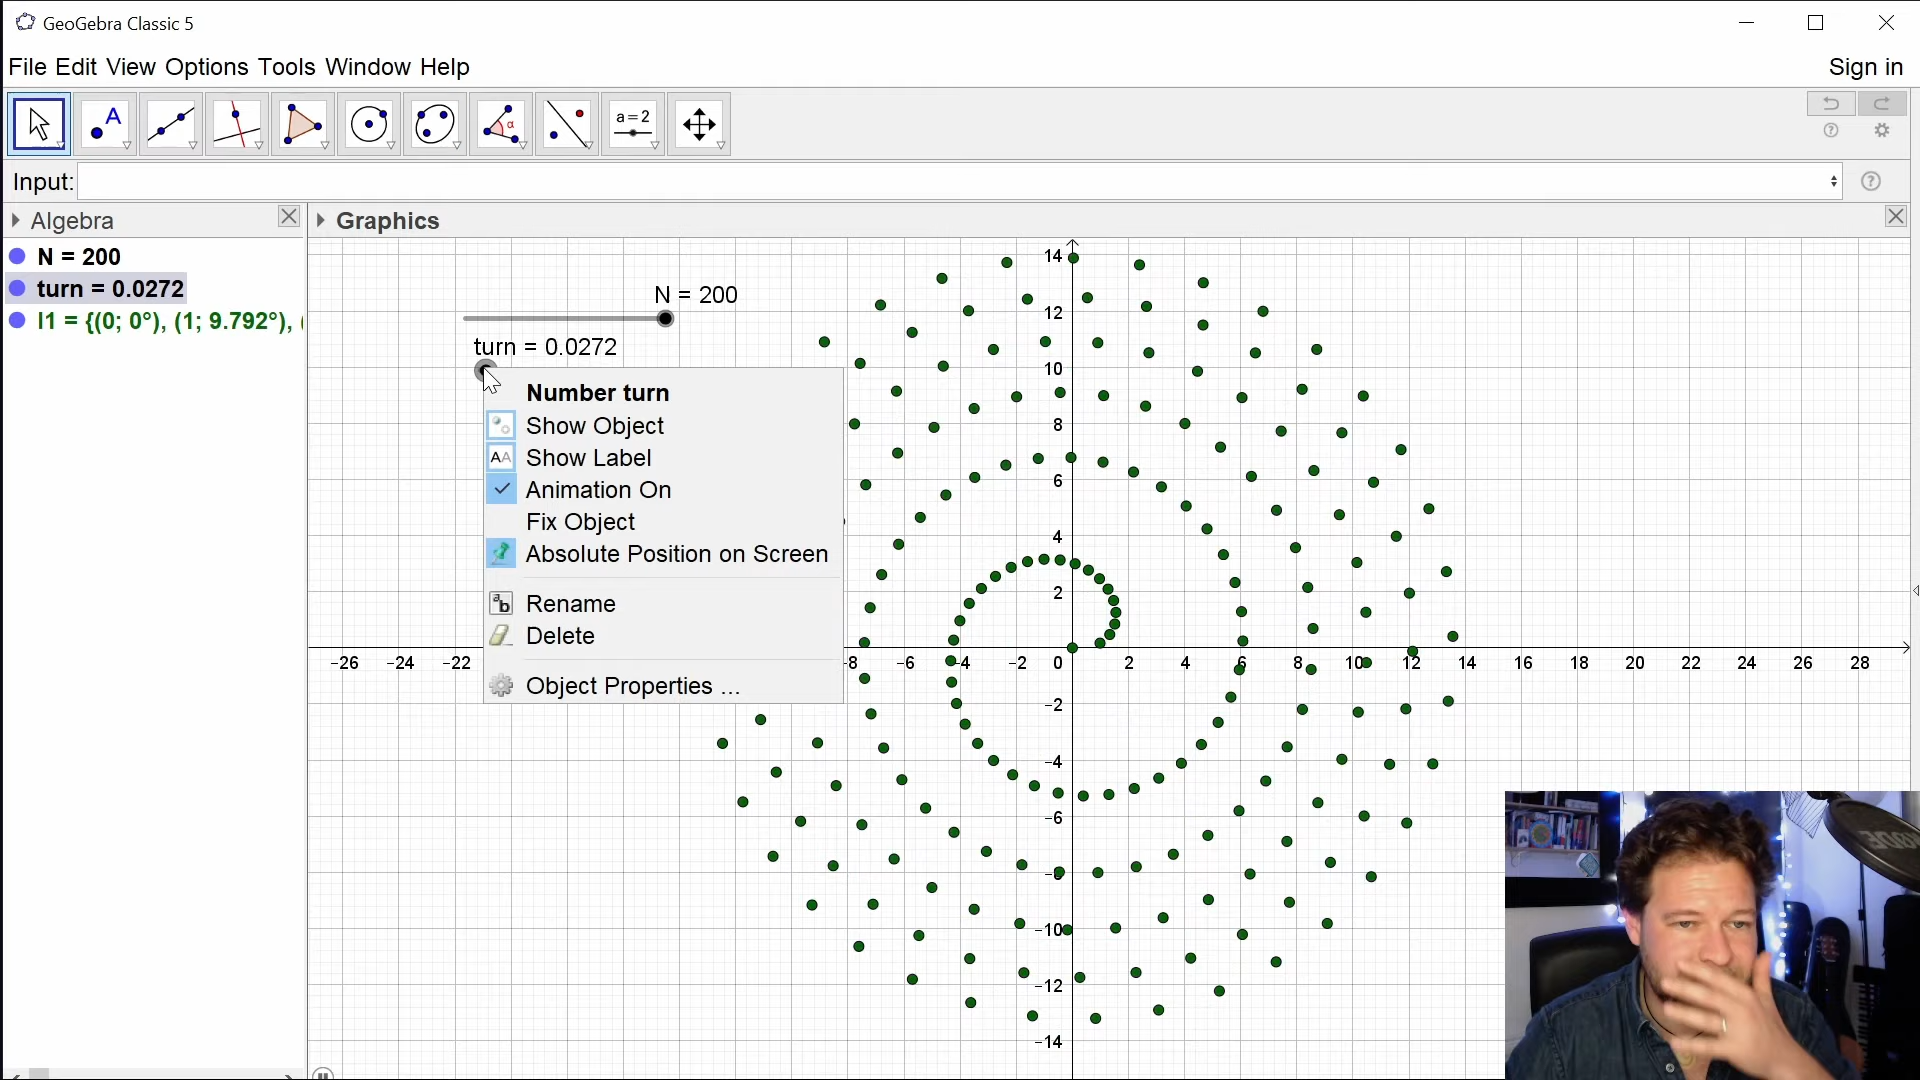 GeoGebra Classic 5
File Edit View Options Tools Window Help
Sign in
A
α
a=2
Input:
Algebra
Graphics
N = 200
turn = 0.0272
l1 = {(0; 0°), (1; 9.792°), (
N = 200
turn = 0.0272
Number turn
Show Object
AA Show Label
Animation On
Fix Object
Absolute Position on Screen
ab Rename
Delete
Object Properties ...
14
12
10
8
6
4
2
-26 -24 -22 -8 -6 -4 -2 0 2 4 6 8 10 12 14 16 18 20 22 24 26 28
-2
-4
-6
-8
-10
-12
-14
RODE